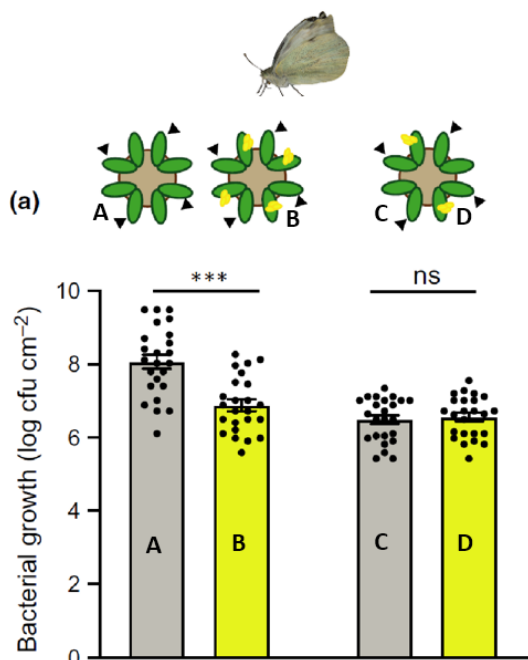 (a)
A
B
C
D
***
ns
Bacterial growth (log cfu cm⁻²)
10
8
6
4
2
0
A
B
C
D